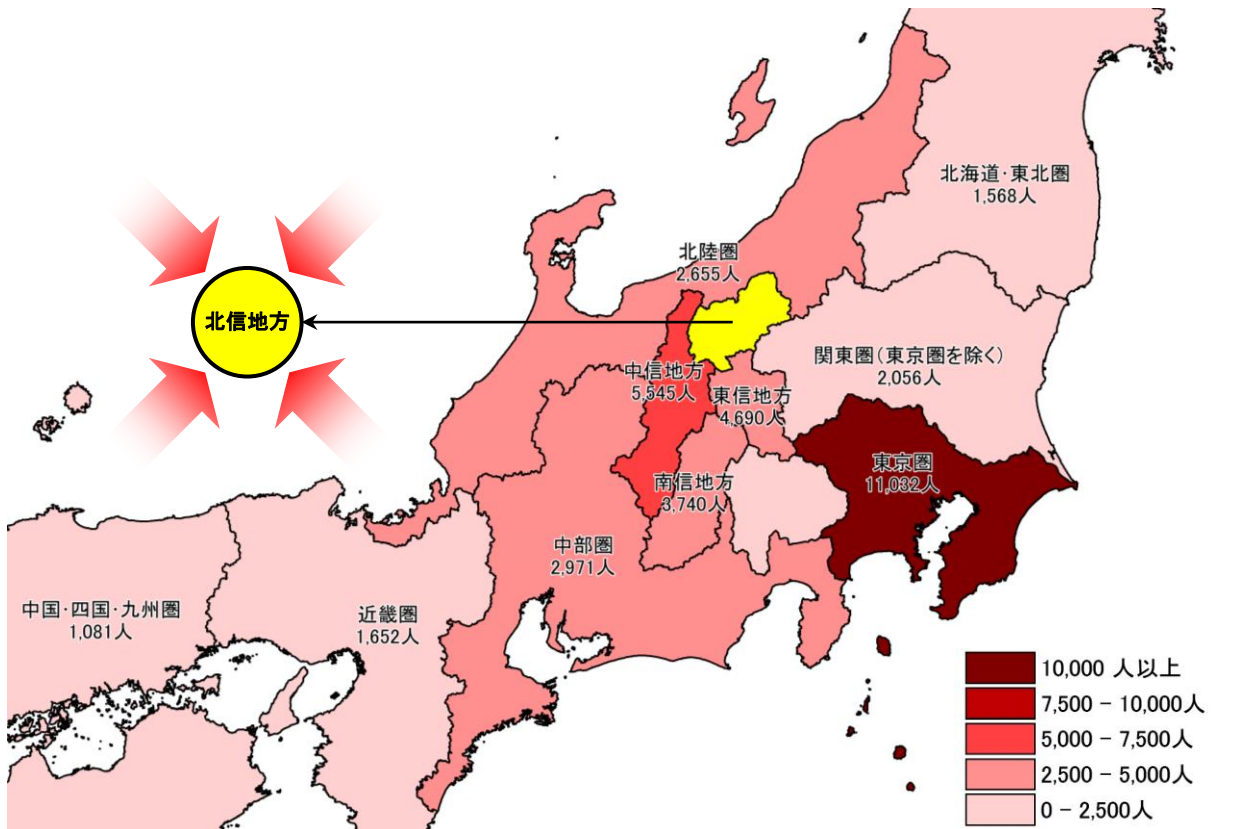 北海道・東北圏
1,568人
北陸圏
2,655人
北信地方
関東圏(東京圏を除く)
2,056人
中信地方
5,545人
東信地方
4,690人
東京圏
11,032人
南信地方
3,740人
中部圏
2,971人
中国・四国・九州圏
1,081人
近畿圏
1,652人
10,000 人以上
7,500 - 10,000人
5,000 - 7,500人
2,500 - 5,000人
0 - 2,500人